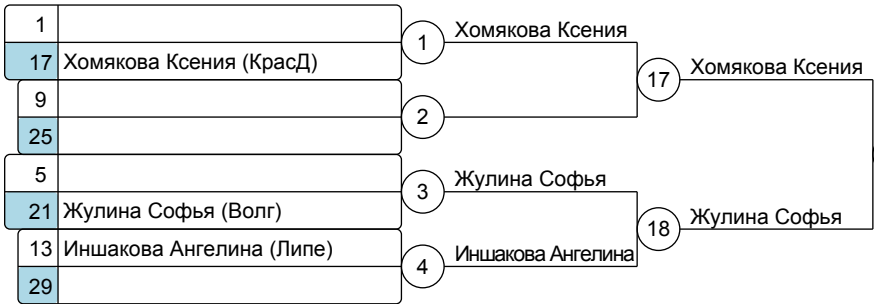 1
17 Хомякова Ксения (КрасД)
9
25
5
21 Жулина Софья (Волг)
13 Иншакова Ангелина (Липе)
29
1 Хомякова Ксения
2
3 Жулина Софья
4 Иншакова Ангелина
17 Хомякова Ксения
18 Жулина Софья